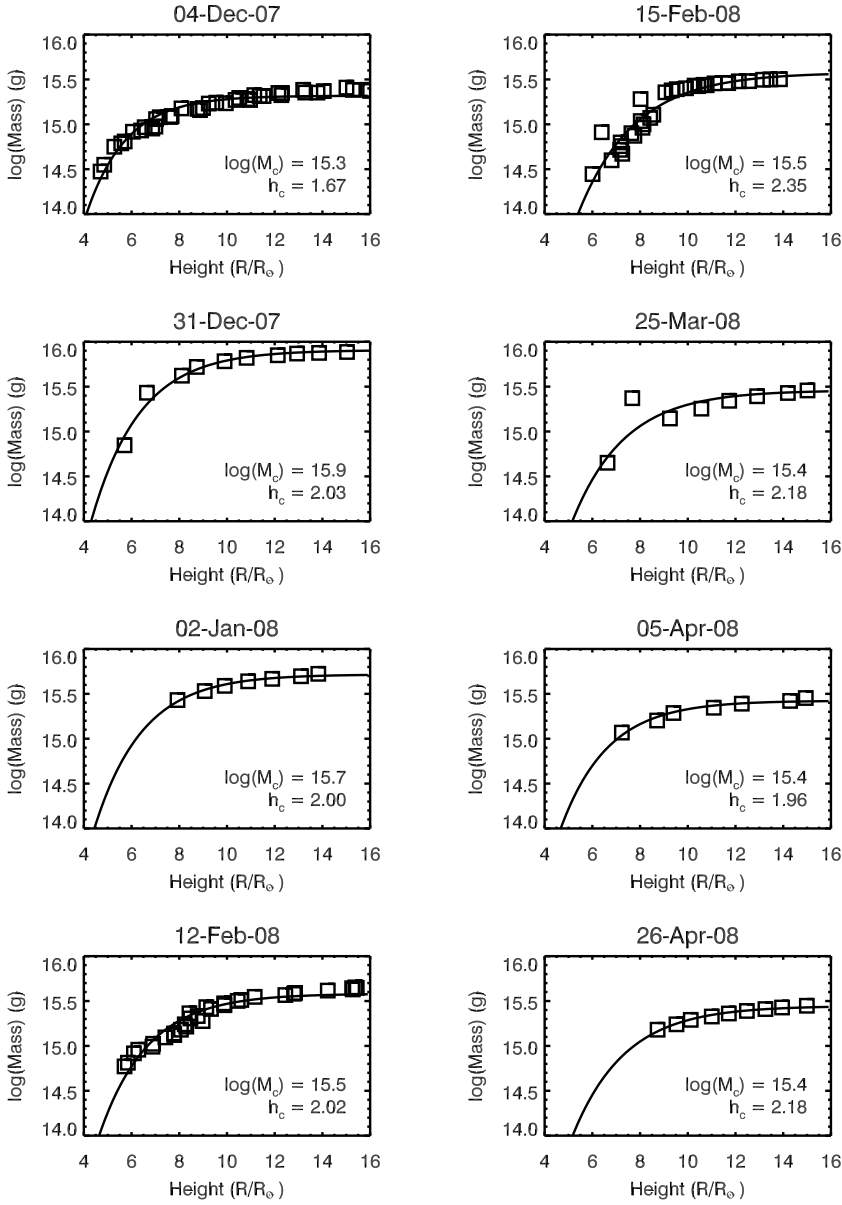 04-Dec-07
16.0
15.5
15.0
14.5
14.0
log(Mass) (g)
log(M_c) = 15.3
h_c = 1.67
4 6 8 10 12 14 16
Height (R/R_⊙)
15-Feb-08
16.0
15.5
15.0
14.5
14.0
log(Mass) (g)
log(M_c) = 15.5
h_c = 2.35
4 6 8 10 12 14 16
Height (R/R_⊙)
31-Dec-07
16.0
15.5
15.0
14.5
14.0
log(Mass) (g)
log(M_c) = 15.9
h_c = 2.03
4 6 8 10 12 14 16
Height (R/R_⊙)
25-Mar-08
16.0
15.5
15.0
14.5
14.0
log(Mass) (g)
log(M_c) = 15.4
h_c = 2.18
4 6 8 10 12 14 16
Height (R/R_⊙)
02-Jan-08
16.0
15.5
15.0
14.5
14.0
log(Mass) (g)
log(M_c) = 15.7
h_c = 2.00
4 6 8 10 12 14 16
Height (R/R_⊙)
05-Apr-08
16.0
15.5
15.0
14.5
14.0
log(Mass) (g)
log(M_c) = 15.4
h_c = 1.96
4 6 8 10 12 14 16
Height (R/R_⊙)
12-Feb-08
16.0
15.5
15.0
14.5
14.0
log(Mass) (g)
log(M_c) = 15.5
h_c = 2.02
4 6 8 10 12 14 16
Height (R/R_⊙)
26-Apr-08
16.0
15.5
15.0
14.5
14.0
log(Mass) (g)
log(M_c) = 15.4
h_c = 2.18
4 6 8 10 12 14 16
Height (R/R_⊙)